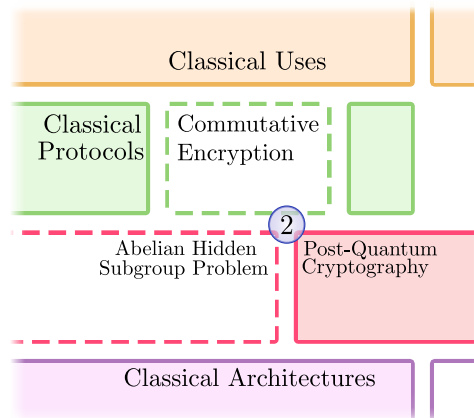 Classical Uses
Classical
Protocols
Commutative
Encryption
2
Abelian Hidden
Subgroup Problem
Post-Quantum
Cryptography
Classical Architectures